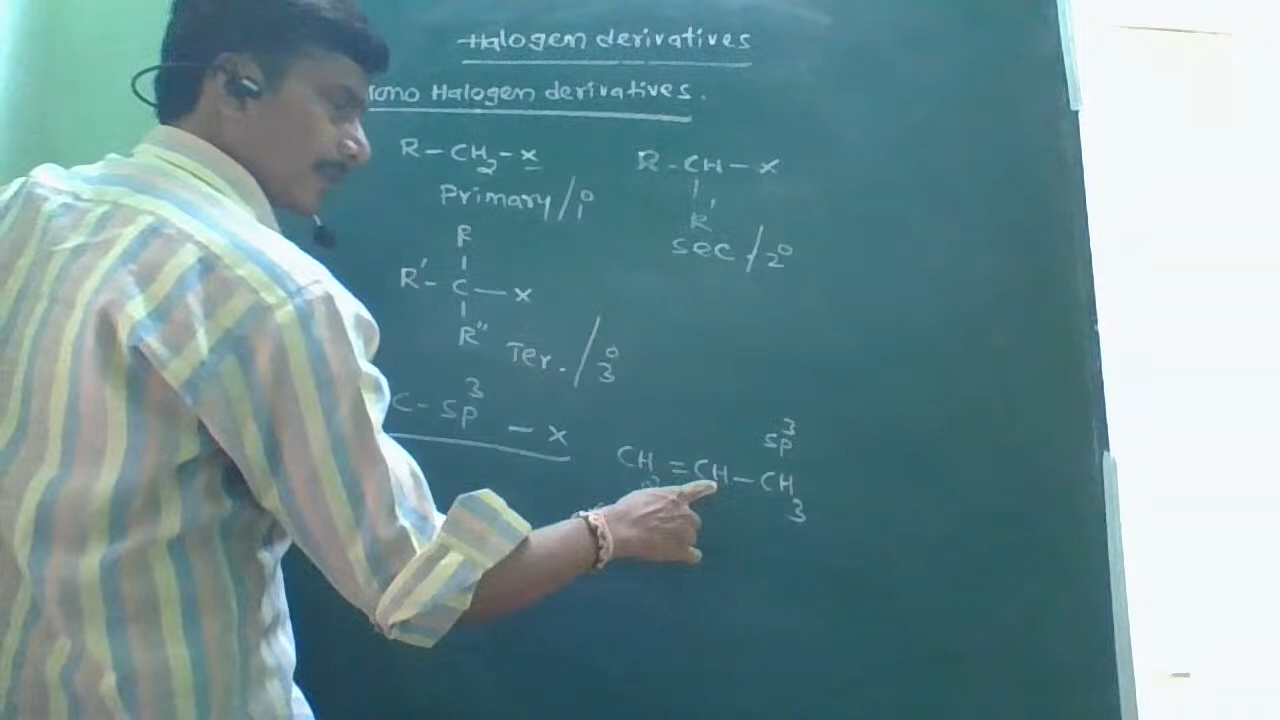 Halogen derivatives
Mono Halogen derivatives.
R-CH2-x
Primary/1°
R-CH-x
R'
sec/2°
R
R'-C-x
R''
Ter./3°
C-sp3-x
sp3
CH2=CH-CH3